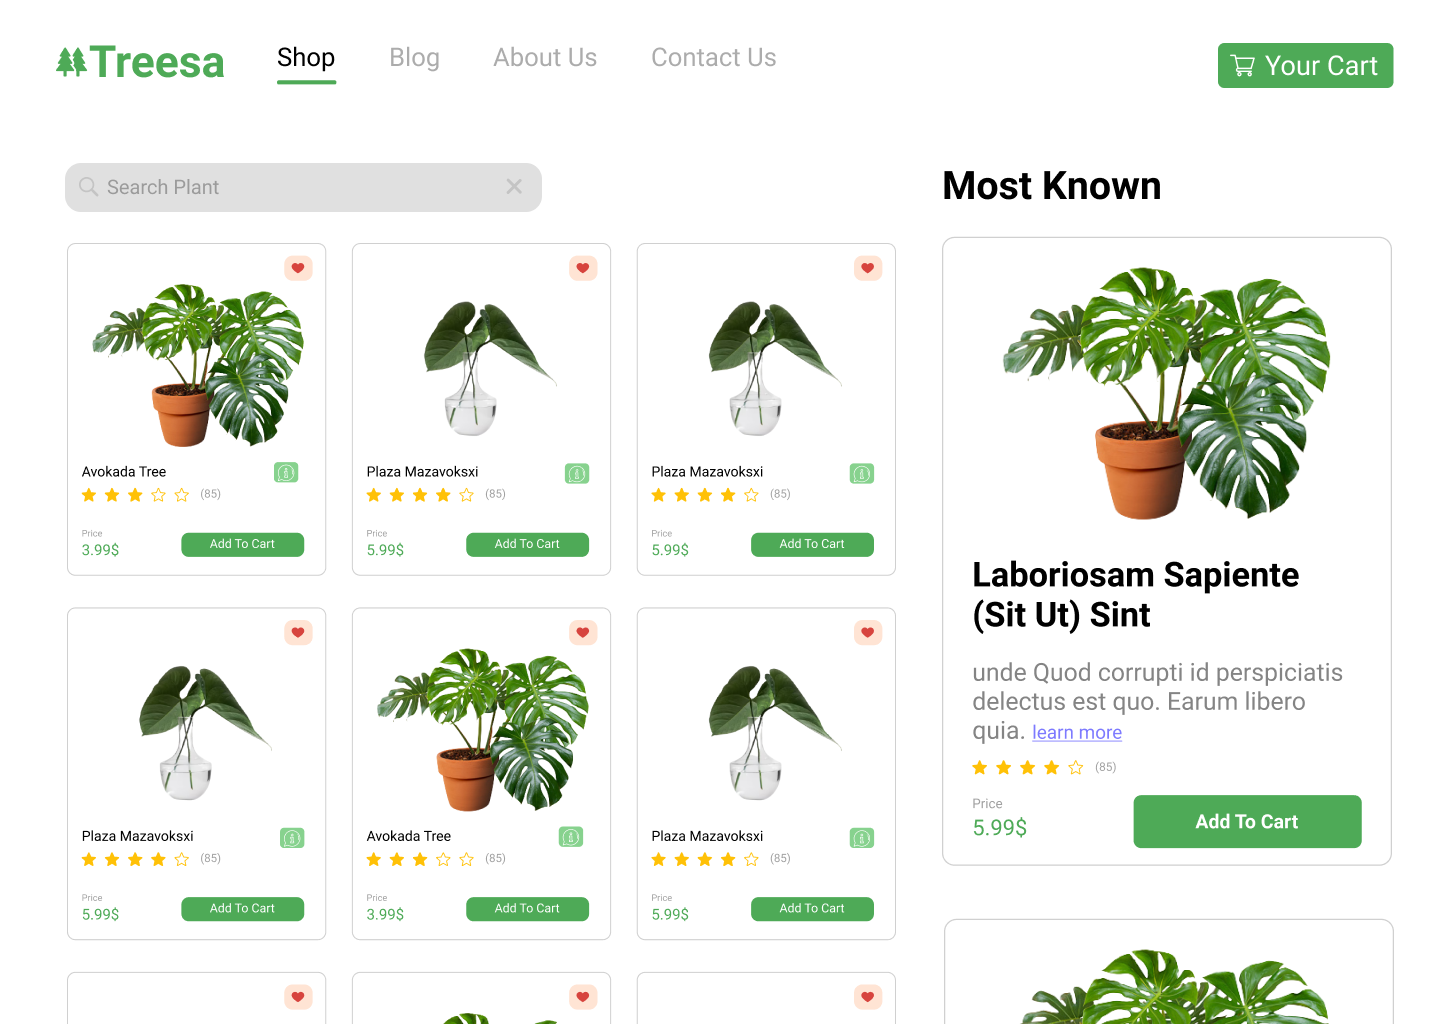 Treesa
Shop
Blog
About Us
Contact Us
Your Cart
Search Plant
Avokada Tree
(85)
Price
3.99$
Add To Cart
Plaza Mazavoksxi
(85)
Price
5.99$
Add To Cart
Plaza Mazavoksxi
(85)
Price
5.99$
Add To Cart
Plaza Mazavoksxi
(85)
Price
5.99$
Add To Cart
Avokada Tree
(85)
Price
3.99$
Add To Cart
Plaza Mazavoksxi
(85)
Price
5.99$
Add To Cart
Most Known
Laboriosam Sapiente
(Sit Ut) Sint
unde Quod corrupti id perspiciatis
delectus est quo. Earum libero
quia. learn more
(85)
Price
5.99$
Add To Cart